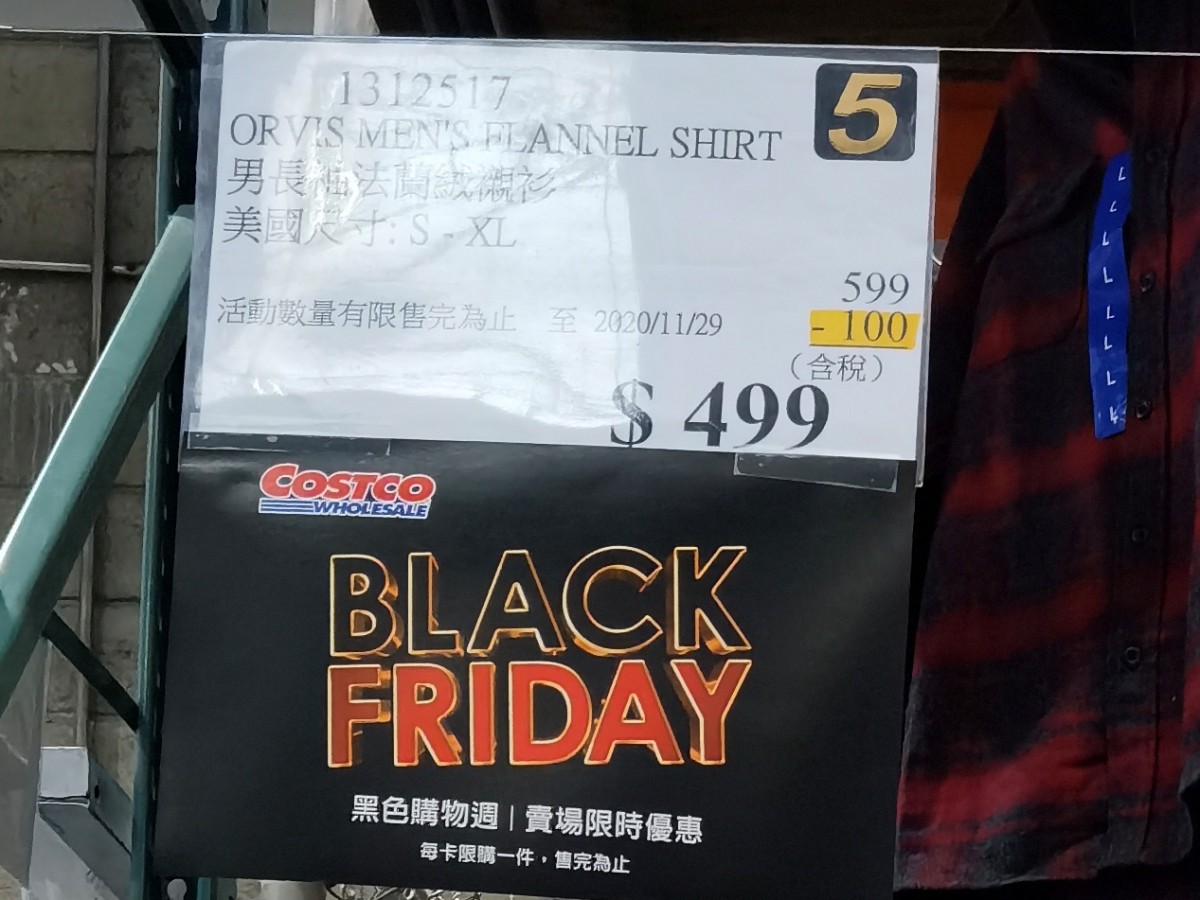 1312517
5
ORVIS MEN'S FLANNEL SHIRT
男長袖法蘭絨襯衫
美國尺寸: S - XL
599
活動數量有限售完為止 至 2020/11/29
- 100
(含稅)
$ 499
COSTCO
WHOLESALE
BLACK
FRIDAY
黑色購物週|賣場限時優惠
每卡限購一件，售完為止
L
L
L
L
L
L
L
L
L